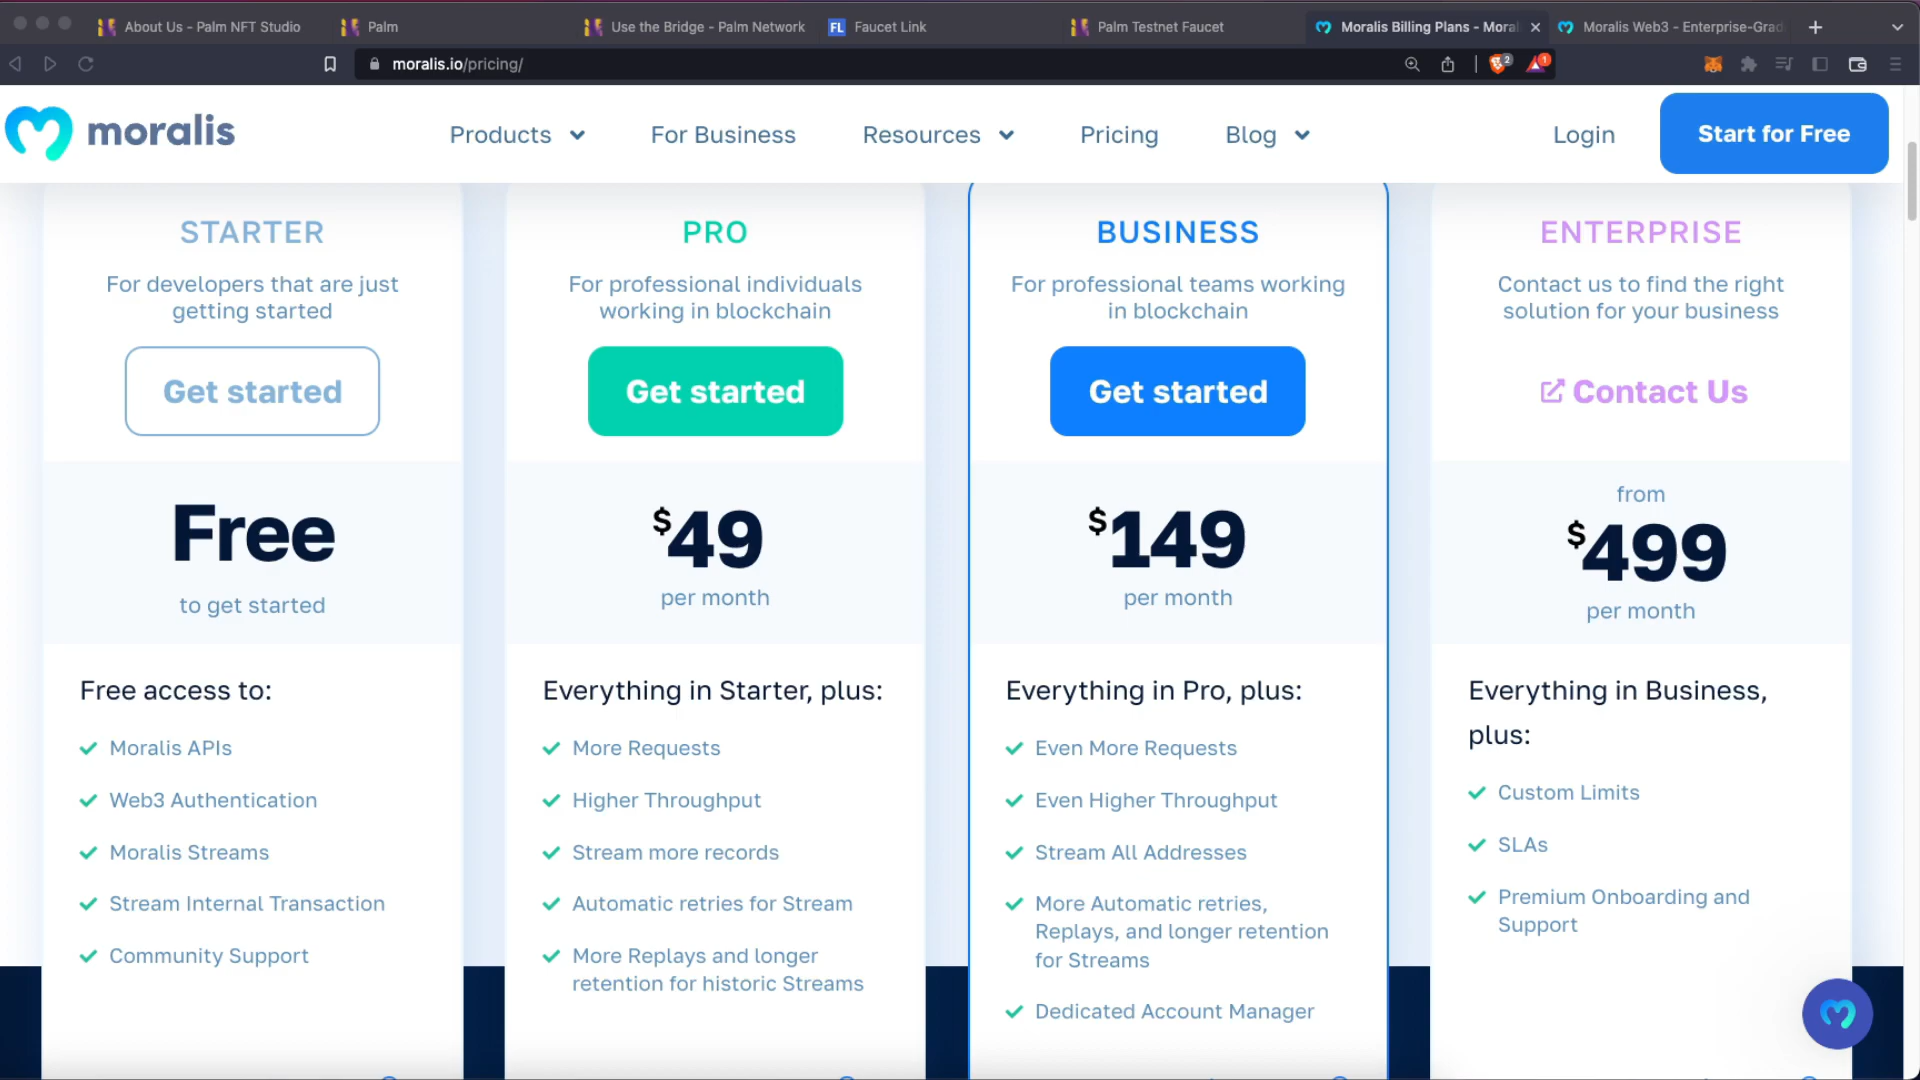 About Us - Palm NFT Studio
Palm
Use the Bridge - Palm Network
FL
Faucet Link
Palm Testnet Faucet
Moralis Billing Plans - Moral
Moralis Web3 - Enterprise-Grad
moralis.io/pricing/
2
1
moralis
Products
For Business
Resources
Pricing
Blog
Login
Start for Free
STARTER
For developers that are just
getting started
Get started
Free
to get started
Free access to:
Moralis APIs
Web3 Authentication
Moralis Streams
Stream Internal Transaction
Community Support
PRO
For professional individuals
working in blockchain
Get started
$49
per month
Everything in Starter, plus:
More Requests
Higher Throughput
Stream more records
Automatic retries for Stream
More Replays and longer
retention for historic Streams
BUSINESS
For professional teams working
in blockchain
Get started
$149
per month
Everything in Pro, plus:
Even More Requests
Even Higher Throughput
Stream All Addresses
More Automatic retries,
Replays, and longer retention
for Streams
Dedicated Account Manager
ENTERPRISE
Contact us to find the right
solution for your business
Contact Us
from
$499
per month
Everything in Business,
plus:
Custom Limits
SLAs
Premium Onboarding and
Support